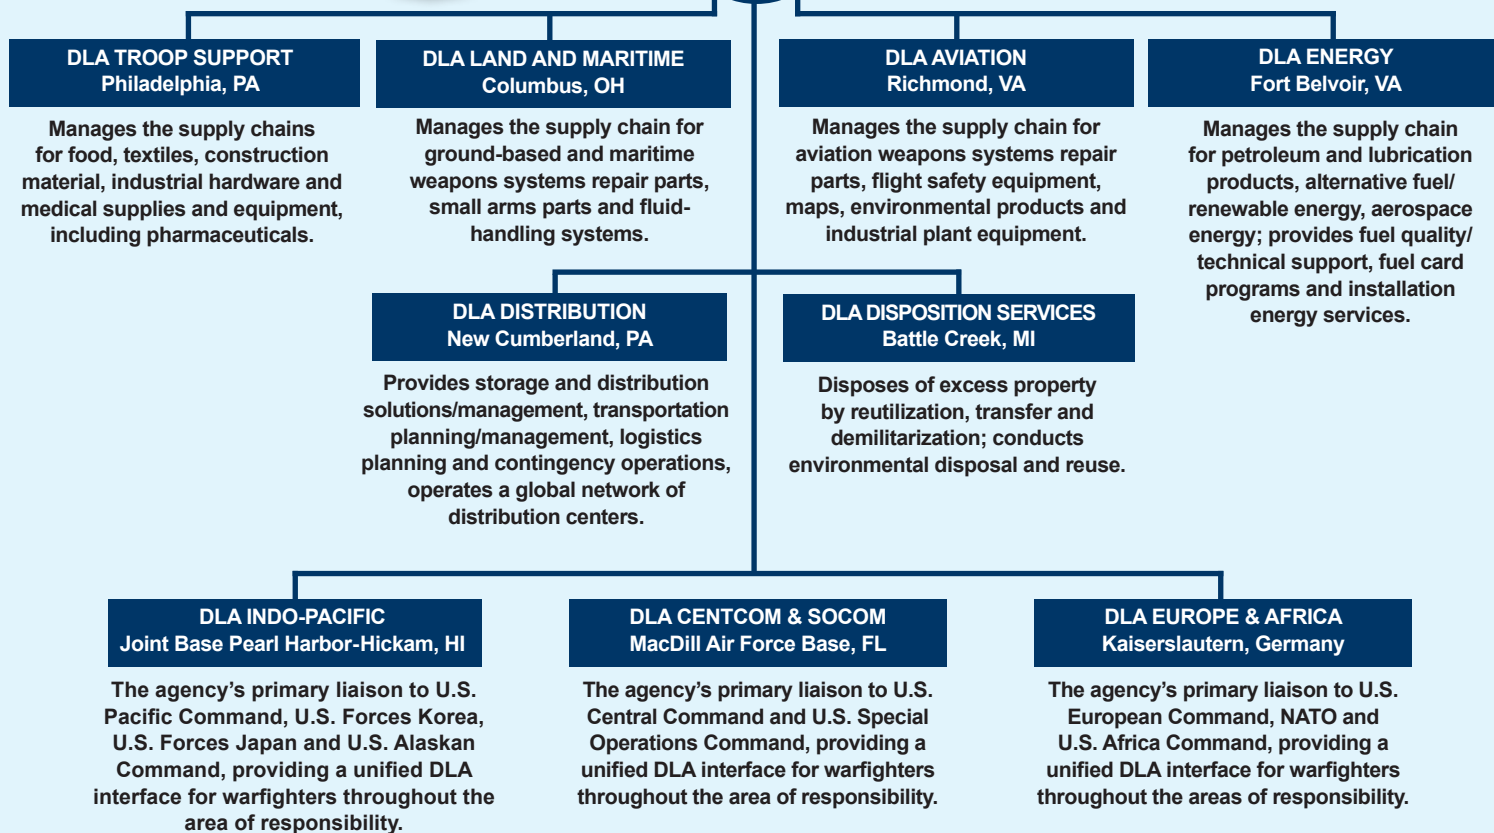 DLA TROOP SUPPORT
Philadelphia, PA
Manages the supply chains
for food, textiles, construction
material, industrial hardware and
medical supplies and equipment,
including pharmaceuticals.
DLA LAND AND MARITIME
Columbus, OH
Manages the supply chain for
ground-based and maritime
weapons systems repair parts,
small arms parts and fluid-
handling systems.
DLA AVIATION
Richmond, VA
Manages the supply chain for
aviation weapons systems repair
parts, flight safety equipment,
maps, environmental products and
industrial plant equipment.
DLA ENERGY
Fort Belvoir, VA
Manages the supply chain
for petroleum and lubrication
products, alternative fuel/
renewable energy, aerospace
energy; provides fuel quality/
technical support, fuel card
programs and installation
energy services.
DLA DISTRIBUTION
New Cumberland, PA
Provides storage and distribution
solutions/management, transportation
planning/management, logistics
planning and contingency operations,
operates a global network of
distribution centers.
DLA DISPOSITION SERVICES
Battle Creek, MI
Disposes of excess property
by reutilization, transfer and
demilitarization; conducts
environmental disposal and reuse.
DLA INDO-PACIFIC
Joint Base Pearl Harbor-Hickam, HI
The agency’s primary liaison to U.S.
Pacific Command, U.S. Forces Korea,
U.S. Forces Japan and U.S. Alaskan
Command, providing a unified DLA
interface for warfighters throughout the
area of responsibility.
DLA CENTCOM & SOCOM
MacDill Air Force Base, FL
The agency’s primary liaison to U.S.
Central Command and U.S. Special
Operations Command, providing a
unified DLA interface for warfighters
throughout the area of responsibility.
DLA EUROPE & AFRICA
Kaiserslautern, Germany
The agency’s primary liaison to U.S.
European Command, NATO and
U.S. Africa Command, providing a
unified DLA interface for warfighters
throughout the areas of responsibility.